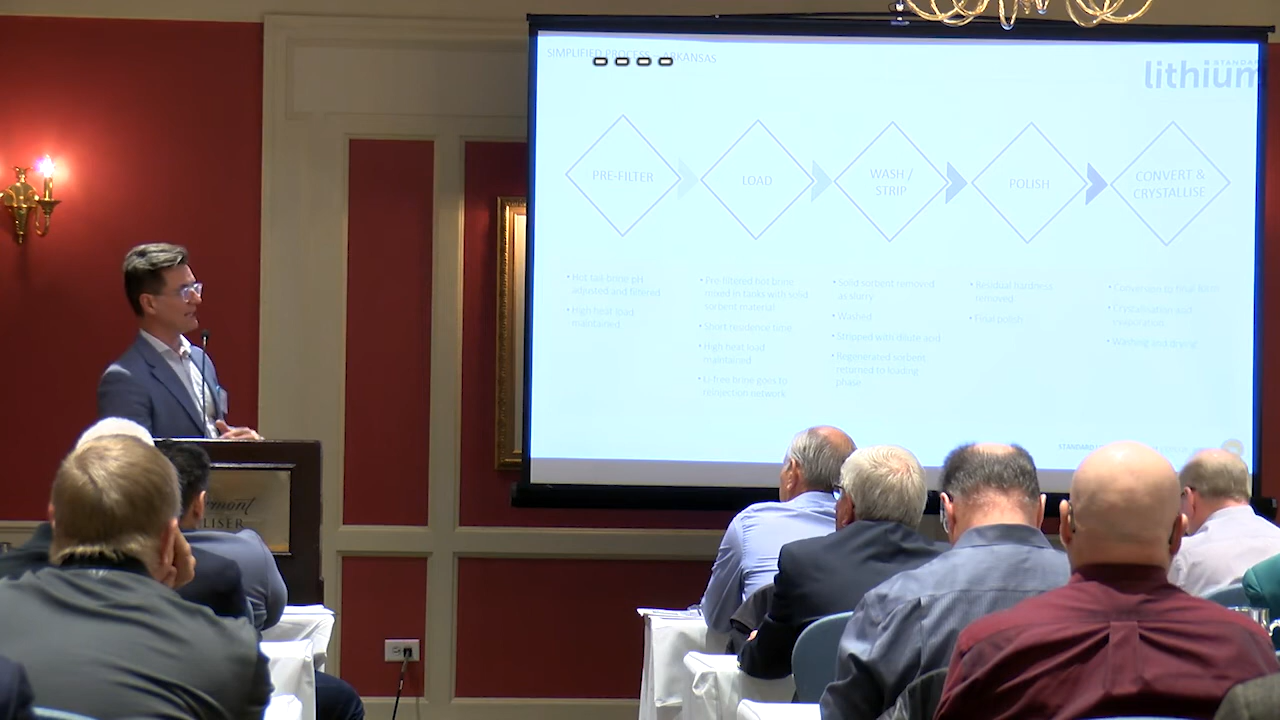 SIMPLIFIED PROCESS – ARKANSAS
STANDARD
lithium
PRE-FILTER
LOAD
WASH /
STRIP
POLISH
CONVERT &
CRYSTALLISE
• Hot tail brine pH
adjusted and filtered
• High heat load
maintained
• Pre-filtered hot brine
mixed in tanks with solid
sorbent material
• Short residence time
• High heat load
maintained
• Li-free brine goes to
reinjection network
• Solid sorbent removed
as slurry
• Washed
• Stripped with dilute acid
• Regenerated sorbent
returned to loading
phase
• Residual hardness
removed
• Final polish
• Conversion to final form
• Crystallisation and
evaporation
• Washing and drying
STANDARD
rmont
LISER